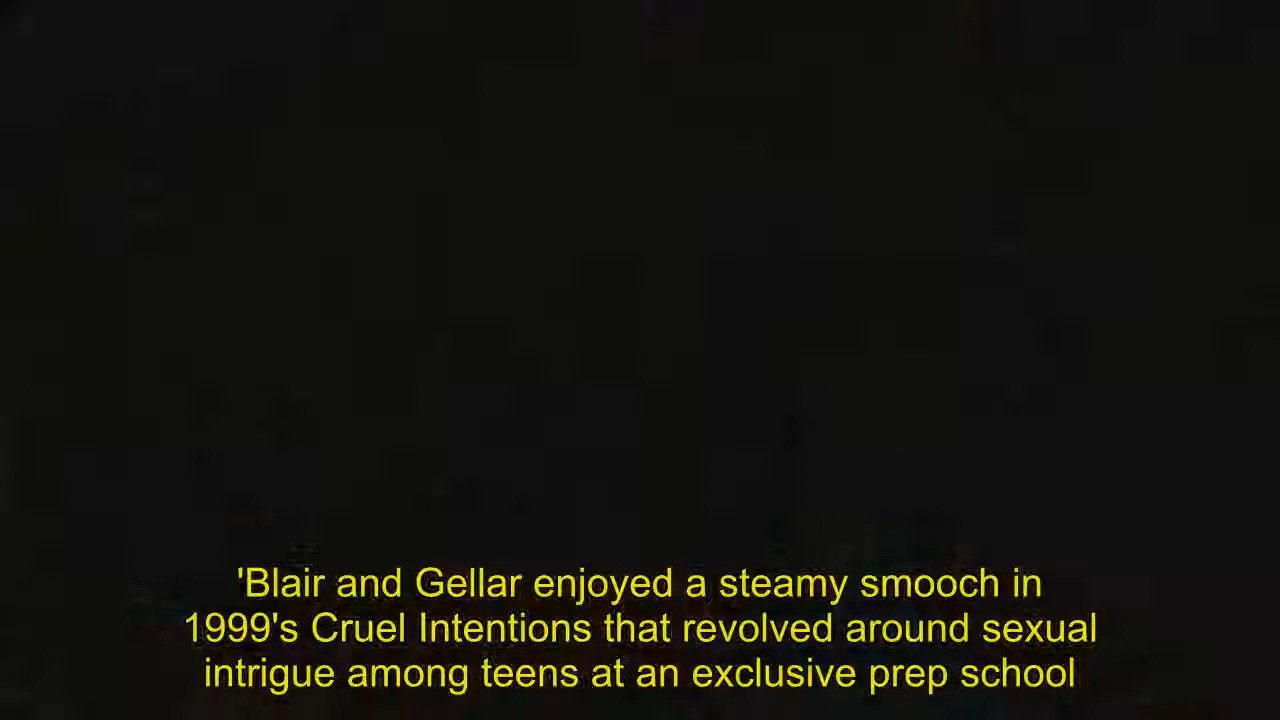 'Blair and Gellar enjoyed a steamy smooch in
1999's Cruel Intentions that revolved around sexual
intrigue among teens at an exclusive prep school